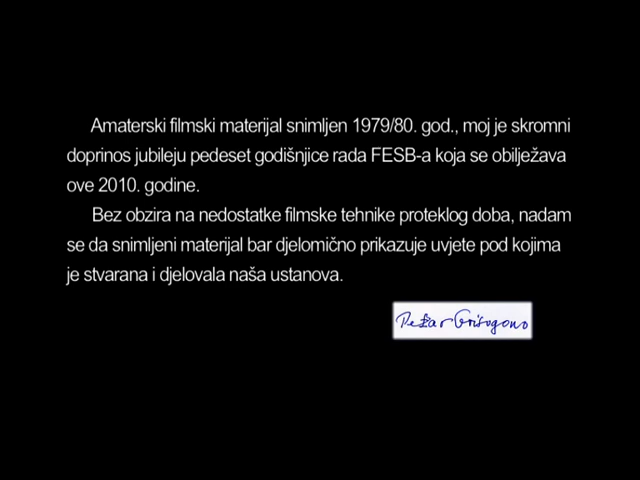 Amaterski filmski materijal snimljen 1979/80. god., moj je skromni
doprinos jubileju pedeset godišnjice rada FESB-a koja se obilježava
ove 2010. godine.
Bez obzira na nedostatke filmske tehnike proteklog doba, nadam
se da snimljeni materijal bar djelomično prikazuje uvjete pod kojima
je stvarana i djelovala naša ustanova.
Grisogono